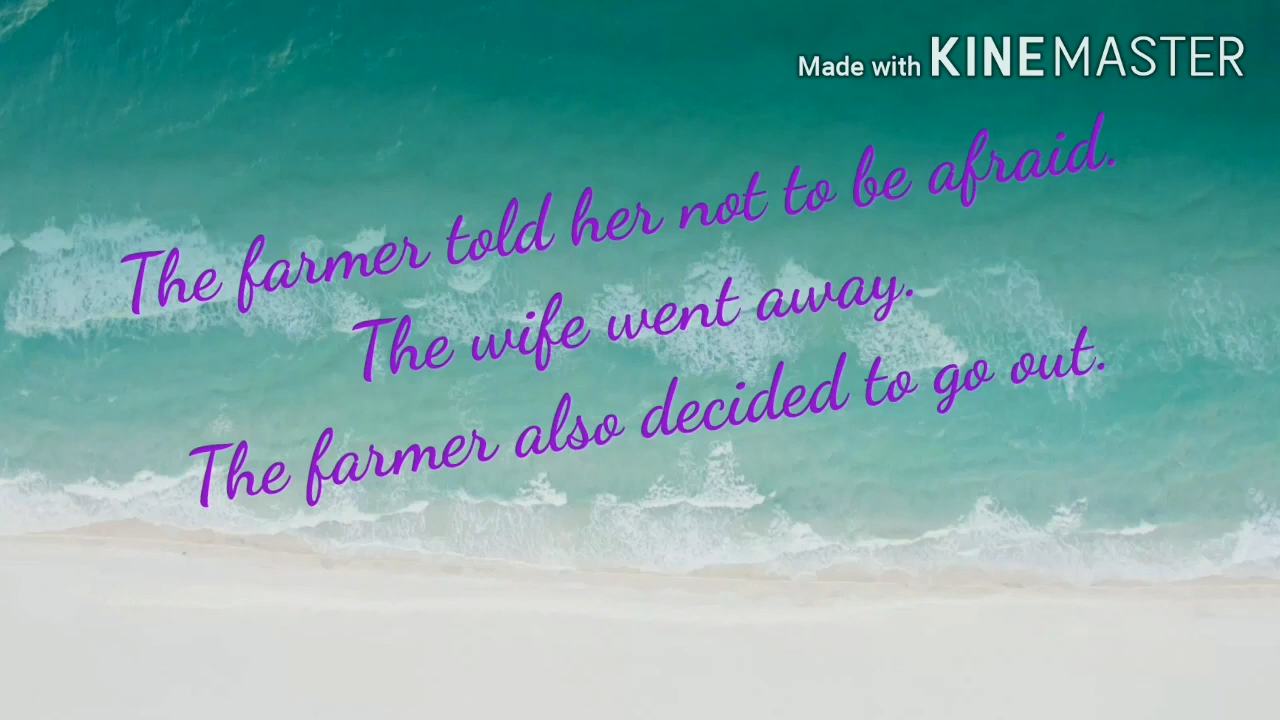 Made with KINEMASTER
The farmer told her not to be afraid.
The wife went away.
The farmer also decided to go out.